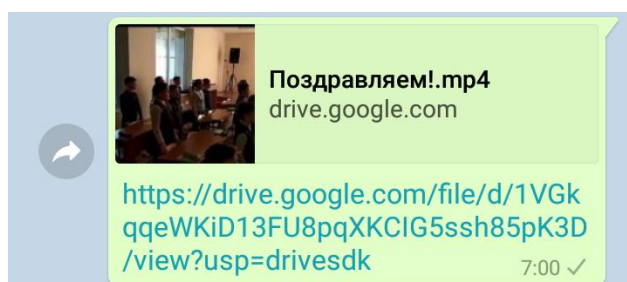 Поздравляем!.mp4
drive.google.com
https://drive.google.com/file/d/1VGk
qqeWKiD13FU8pqXKCIG5ssh85pK3D
/view?usp=drivesdk
7:00